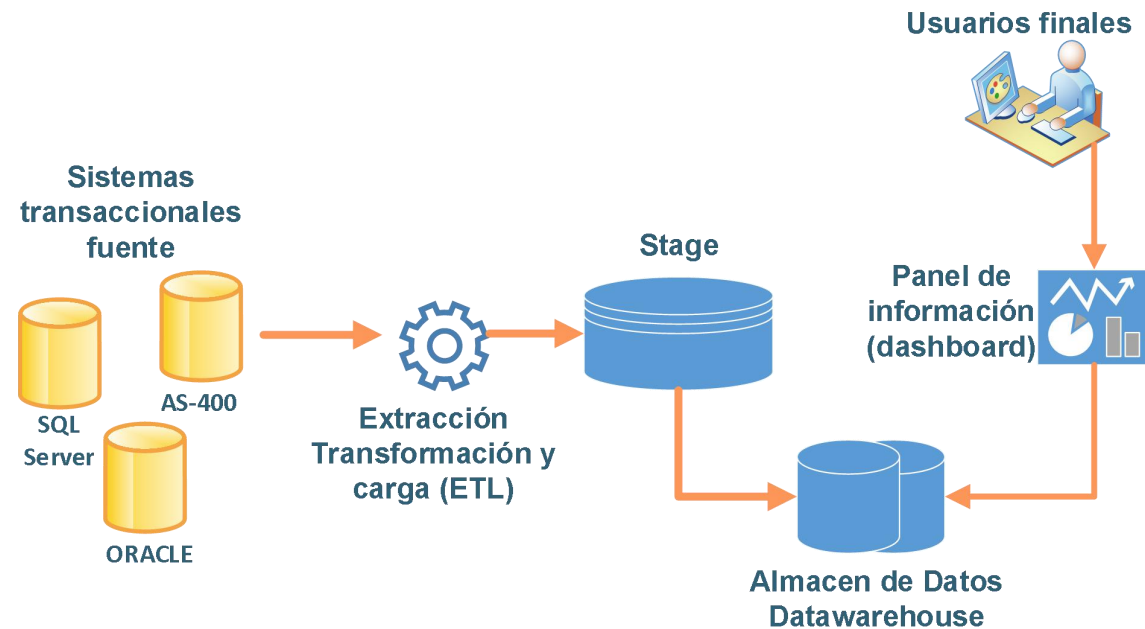 Usuarios finales
Sistemas
transaccionales
fuente
SQL
Server
AS-400
ORACLE
Extracción
Transformación y
carga (ETL)
Stage
Panel de
información
(dashboard)
Almacen de Datos
Datawarehouse